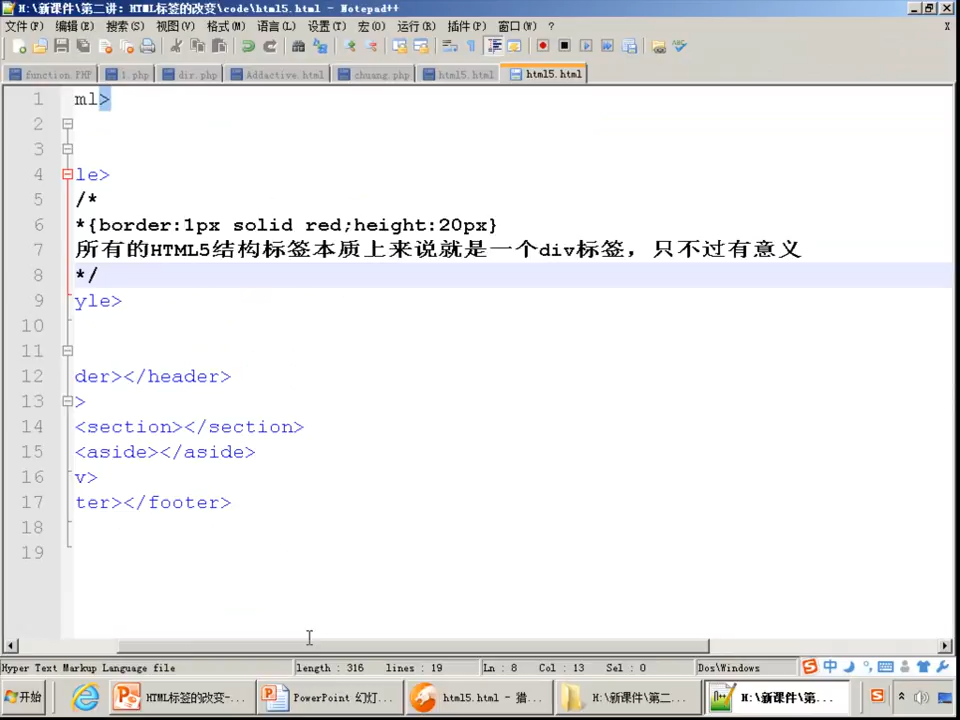 H:\新课件\第二讲：HTML标签的改变\code\html5.html - Notepad++
文件(F) 编辑(E) 搜索(S) 视图(V) 格式(M) 语言(L) 设置(T) 宏(O) 运行(R) 插件(P) 窗口(W) ? X
function.PHP 1.php dir.php Addactive.html chuang.php html5.html html5.html
1 ml>
2
3
4 le>
5 /*
6 *{border:1px solid red;height:20px}
7 所有的HTML5结构标签本质上来说就是一个div标签，只不过有意义
8 */
9 yle>
10
11
12 der></header>
13 >
14 <section></section>
15 <aside></aside>
16 v>
17 ter></footer>
18
19
Hyper Text Markup Language file length : 316 lines : 19 Ln : 8 Col : 13 Sel : 0 Dos\Windows 中
开始 HTML标签的改变-... PowerPoint 幻灯... html5.html - 猎... H:\新课件\第二... H:\新课件\第...